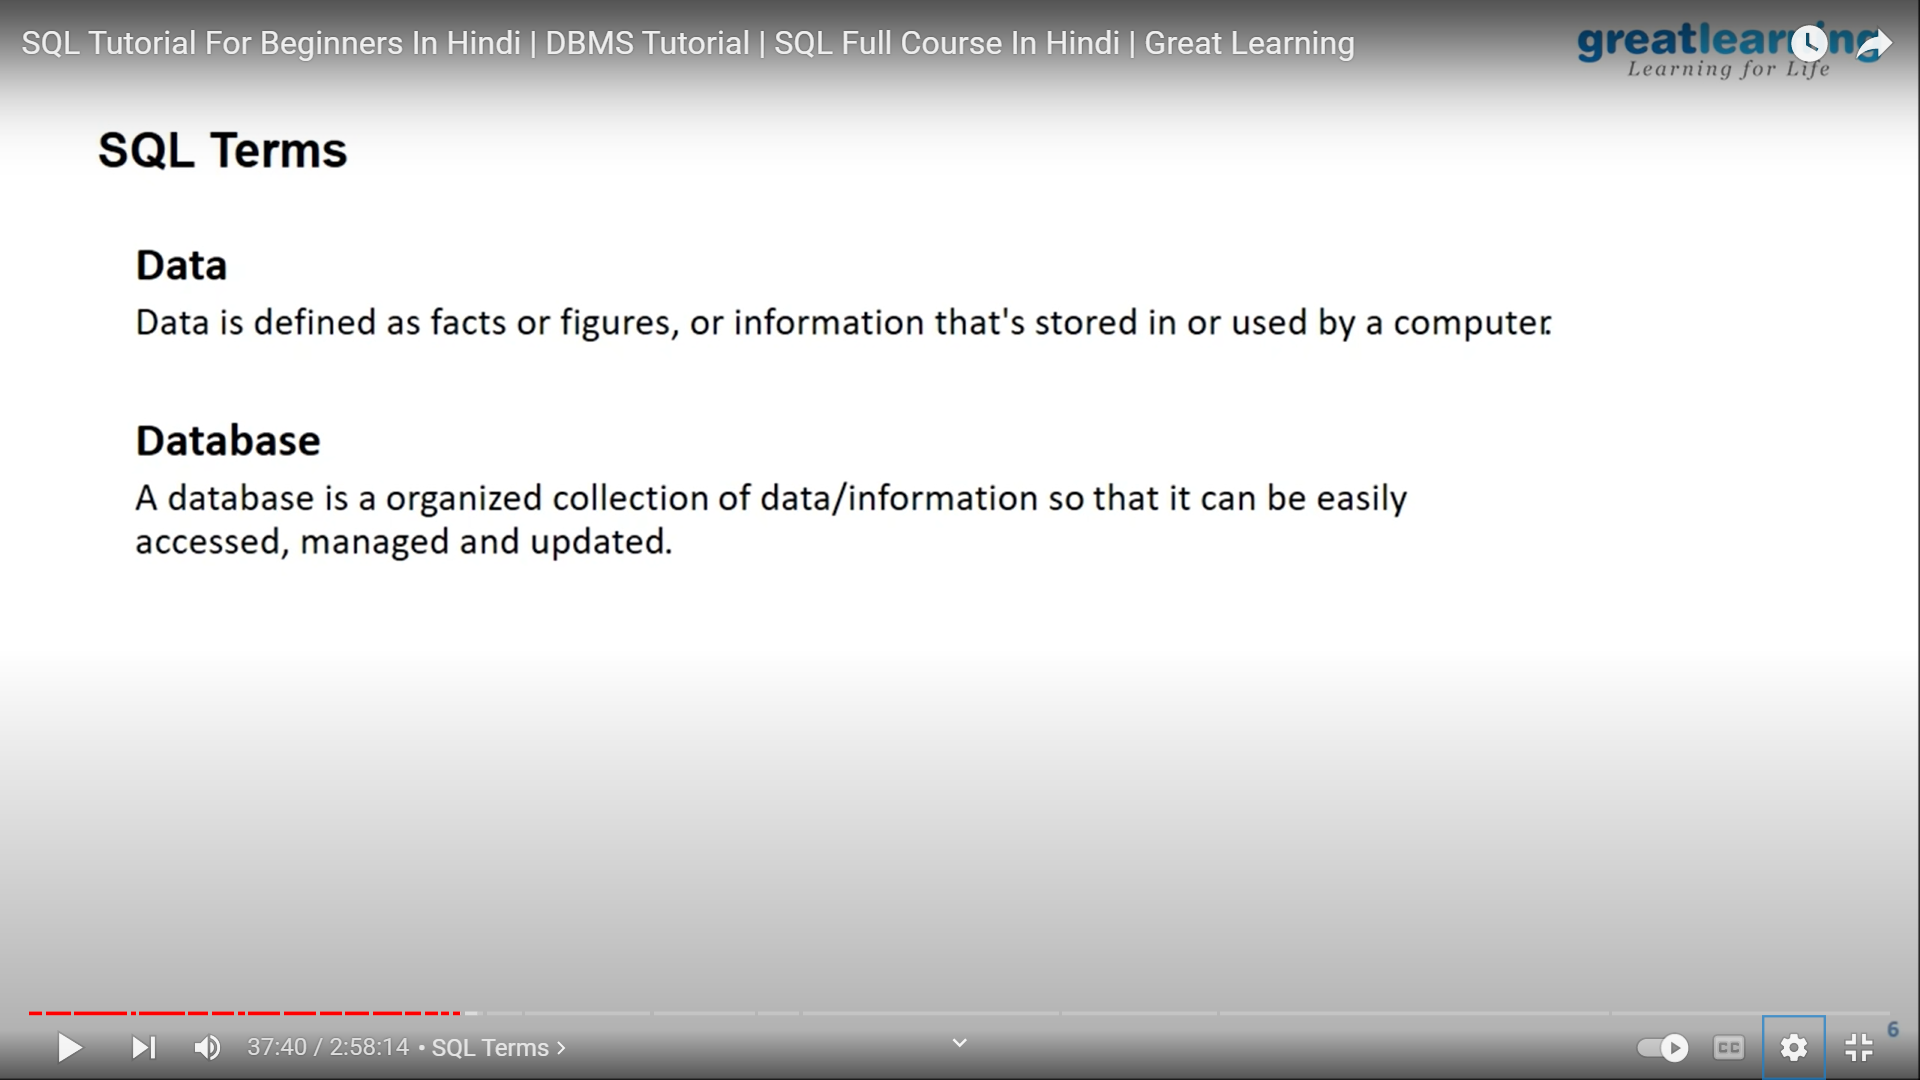 SQL Tutorial For Beginners In Hindi | DBMS Tutorial | SQL Full Course In Hindi | Great Learning
greatlearning
Learning for Life
SQL Terms
Data
Data is defined as facts or figures, or information that's stored in or used by a computer.
Database
A database is a organized collection of data/information so that it can be easily
accessed, managed and updated.
6
37:40 / 2:58:14 • SQL Terms >
CC